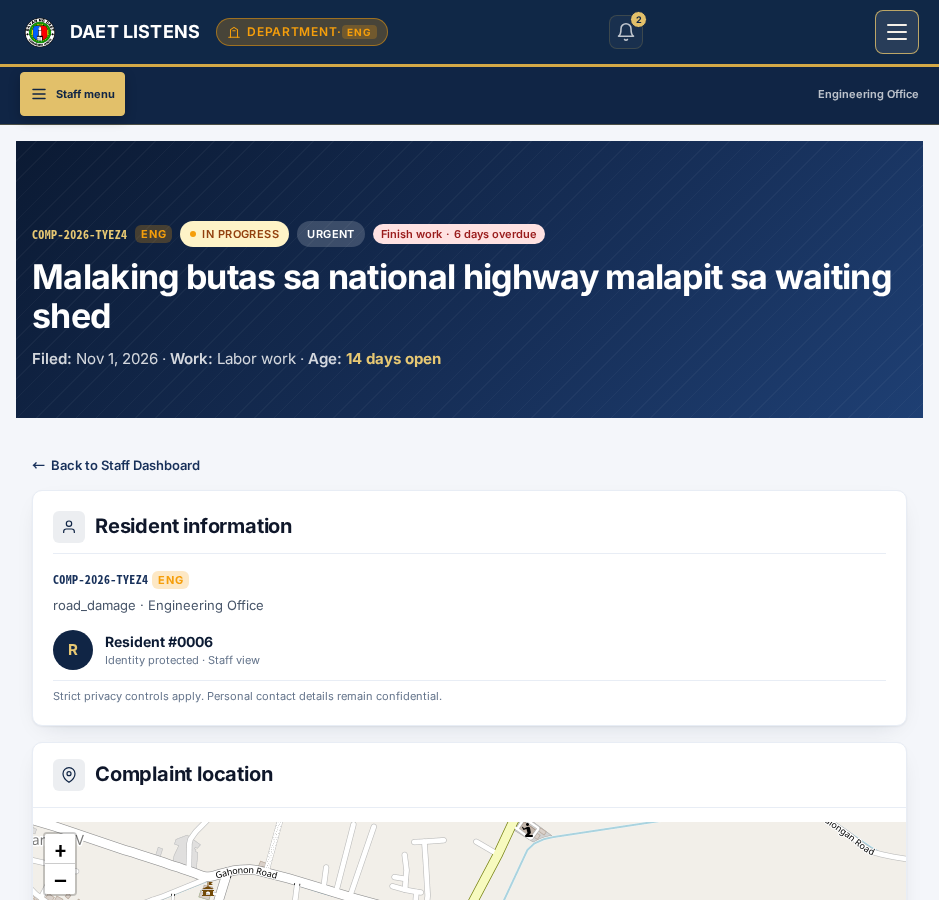 DAET LISTENS
DEPARTMENT· ENG
2
Staff menu
Engineering Office
COMP-2026-TYEZ4 ENG IN PROGRESS URGENT Finish work · 6 days overdue
Malaking butas sa national highway malapit sa waiting
shed
Filed: Nov 1, 2026 · Work: Labor work · Age: 14 days open
← Back to Staff Dashboard
Resident information
COMP-2026-TYEZ4 ENG
road_damage · Engineering Office
R
Resident #0006
Identity protected · Staff view
Strict privacy controls apply. Personal contact details remain confidential.
Complaint location
+
−
Gahonon Road
Road